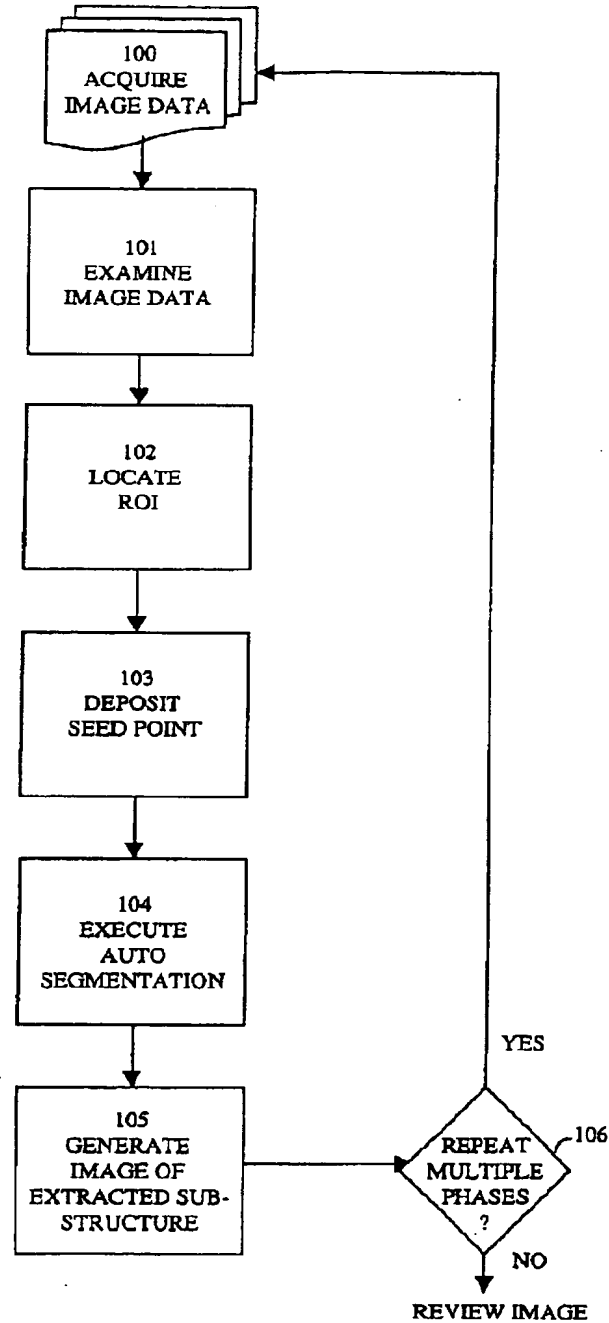 100
ACQUIRE
IMAGE DATA
101
EXAMINE
IMAGE DATA
102
LOCATE
ROI
103
DEPOSIT
SEED POINT
104
EXECUTE
AUTO
SEGMENTATION
105
GENERATE
IMAGE OF
EXTRACTED SUB-
STRUCTURE
YES
106
REPEAT
MULTIPLE
PHASES
?
NO
REVIEW IMAGE